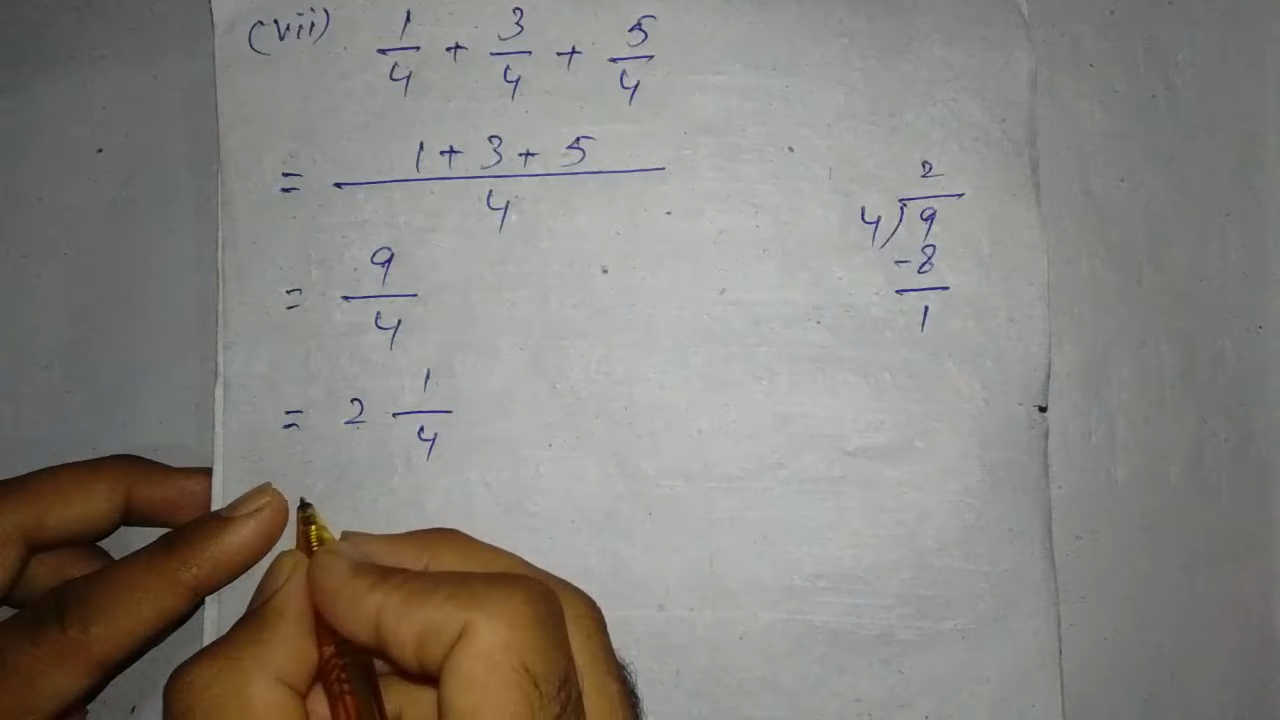 (vii) 1/4 + 3/4 + 5/4
= (1 + 3 + 5)/4
= 9/4
= 2 1/4
2
4)9
-8
1